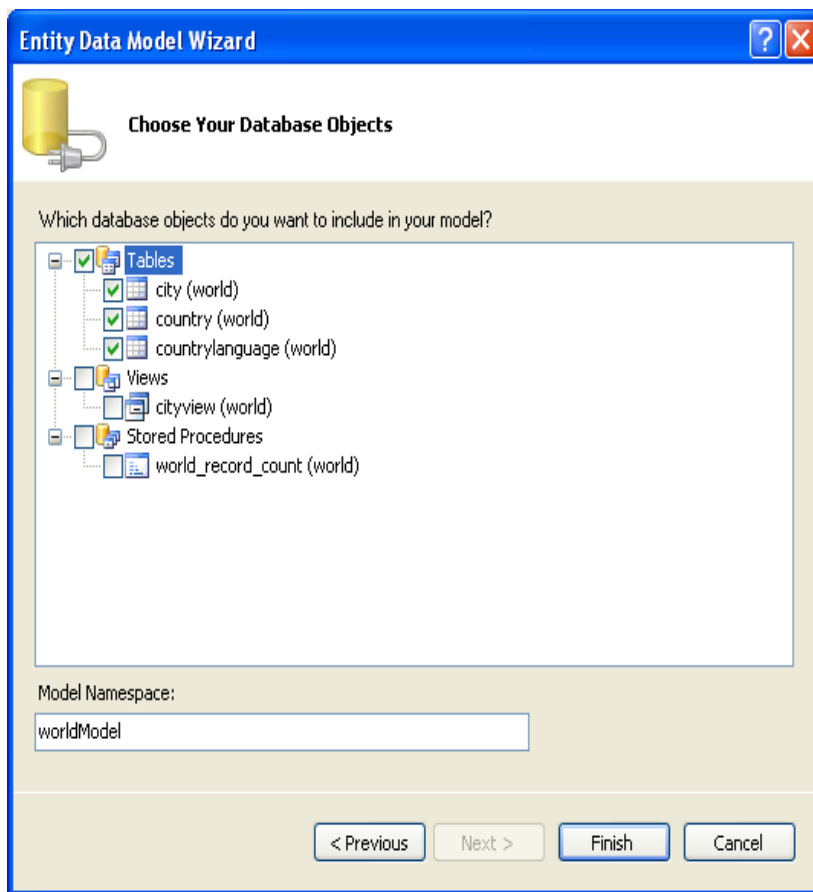 Entity Data Model Wizard
Choose Your Database Objects
Which database objects do you want to include in your model?
Tables
city (world)
country (world)
countrylanguage (world)
Views
cityview (world)
Stored Procedures
world_record_count (world)
Model Namespace:
worldModel
< Previous Next > Finish Cancel